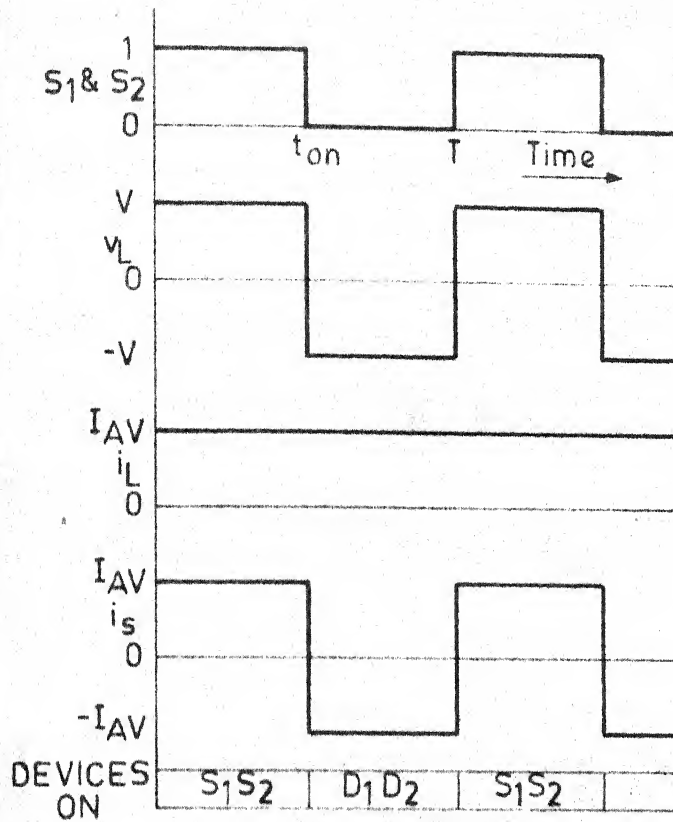 1
S1 & S2
0
ton T Time
V
vL
0
-V
IAV
iL
0
IAV
is
0
-IAV
DEVICES ON S1S2 D1D2 S1S2